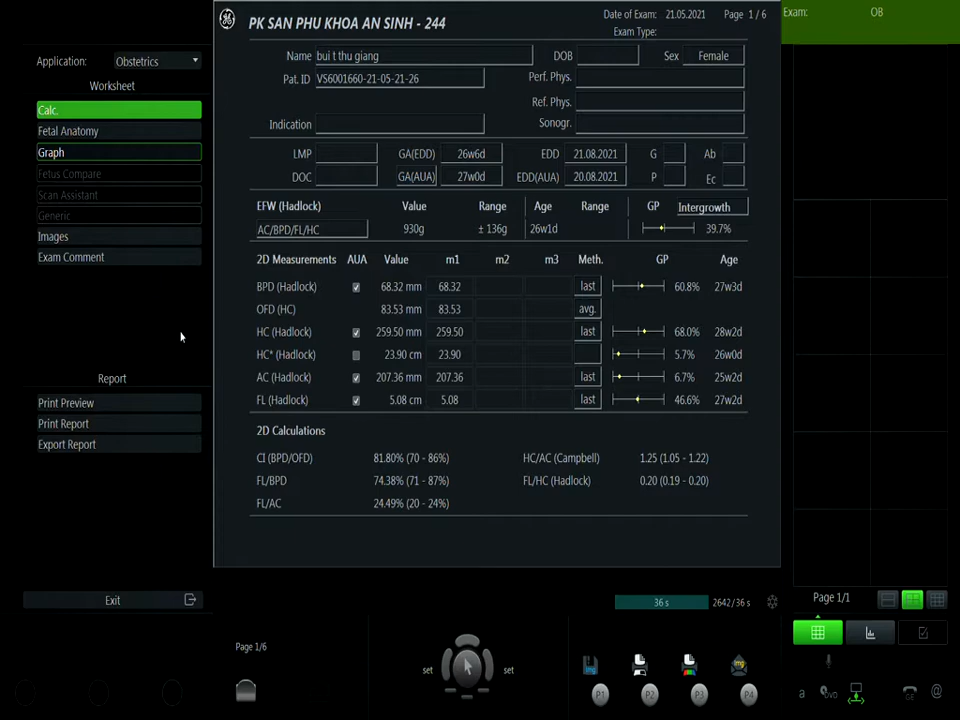 PK SAN PHU KHOA AN SINH - 244
Date of Exam: 21.05.2021 Page 1 / 6
Exam Type:
Exam: OB
Application: Obstetrics
Name bui t thu giang DOB Sex Female
Pat. ID VS6001660-21-05-21-26 Perf. Phys.
Ref. Phys.
Indication Sonogr.
Worksheet
Calc.
Fetal Anatomy
Graph
Fetus Compare
Scan Assistant
Generic
Images
Exam Comment
LMP GA(EDD) 26w6d EDD 21.08.2021 G Ab
DOC GA(AUA) 27w0d EDD(AUA) 20.08.2021 P Ec
EFW (Hadlock) Value Range Age Range GP Intergrowth
AC/BPD/FL/HC 930g ± 136g 26w1d 39.7%
2D Measurements AUA Value m1 m2 m3 Meth. GP Age
BPD (Hadlock) 68.32 mm 68.32 last 60.8% 27w3d
OFD (HC) 83.53 mm 83.53 avg.
HC (Hadlock) 259.50 mm 259.50 last 68.0% 28w2d
HC* (Hadlock) 23.90 cm 23.90 5.7% 26w0d
AC (Hadlock) 207.36 mm 207.36 last 6.7% 25w2d
FL (Hadlock) 5.08 cm 5.08 last 46.6% 27w2d
2D Calculations
CI (BPD/OFD) 81.80% (70 - 86%) HC/AC (Campbell) 1.25 (1.05 - 1.22)
FL/BPD 74.38% (71 - 87%) FL/HC (Hadlock) 0.20 (0.19 - 0.20)
FL/AC 24.49% (20 - 24%)
Report
Print Preview
Print Report
Export Report
Exit
36 s 2642/36 s
Page 1/1
Page 1/6
set set
P1 P2 P3 P4
a DVD @